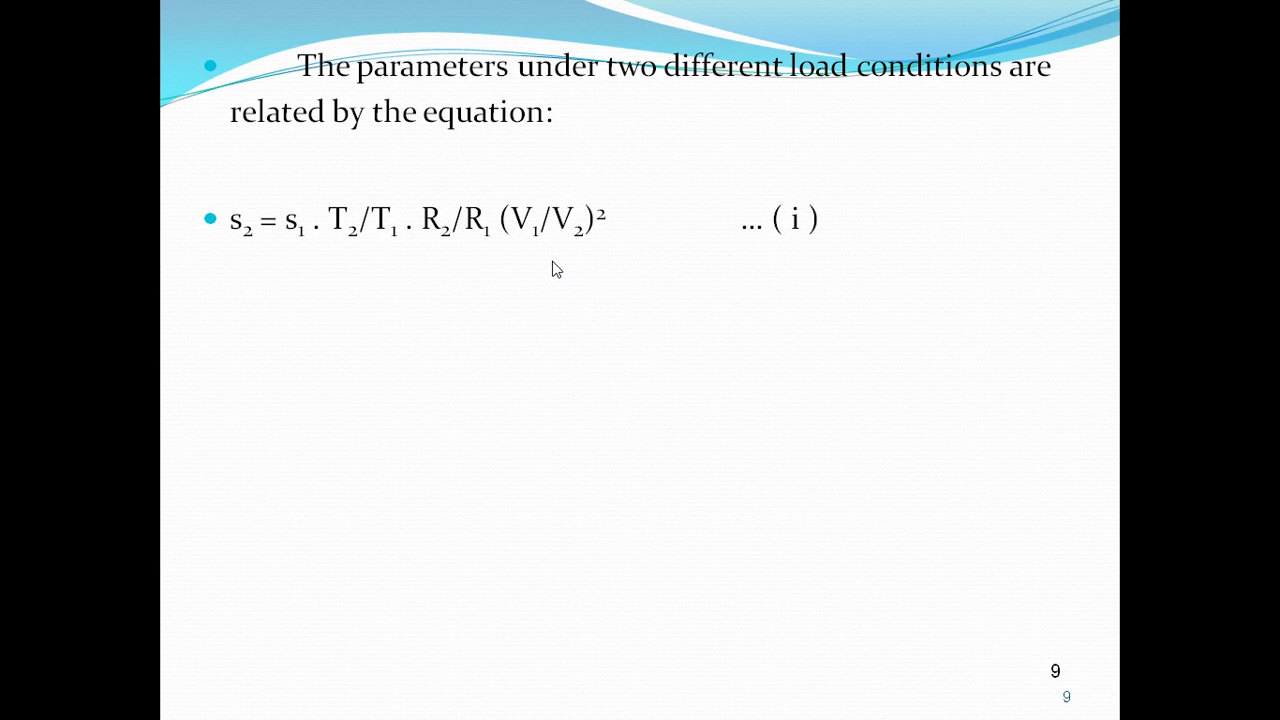 The parameters under two different load conditions are
related by the equation:
s₂ = s₁ . T₂/T₁ . R₂/R₁ (V₁/V₂)² ... ( i )
9
9